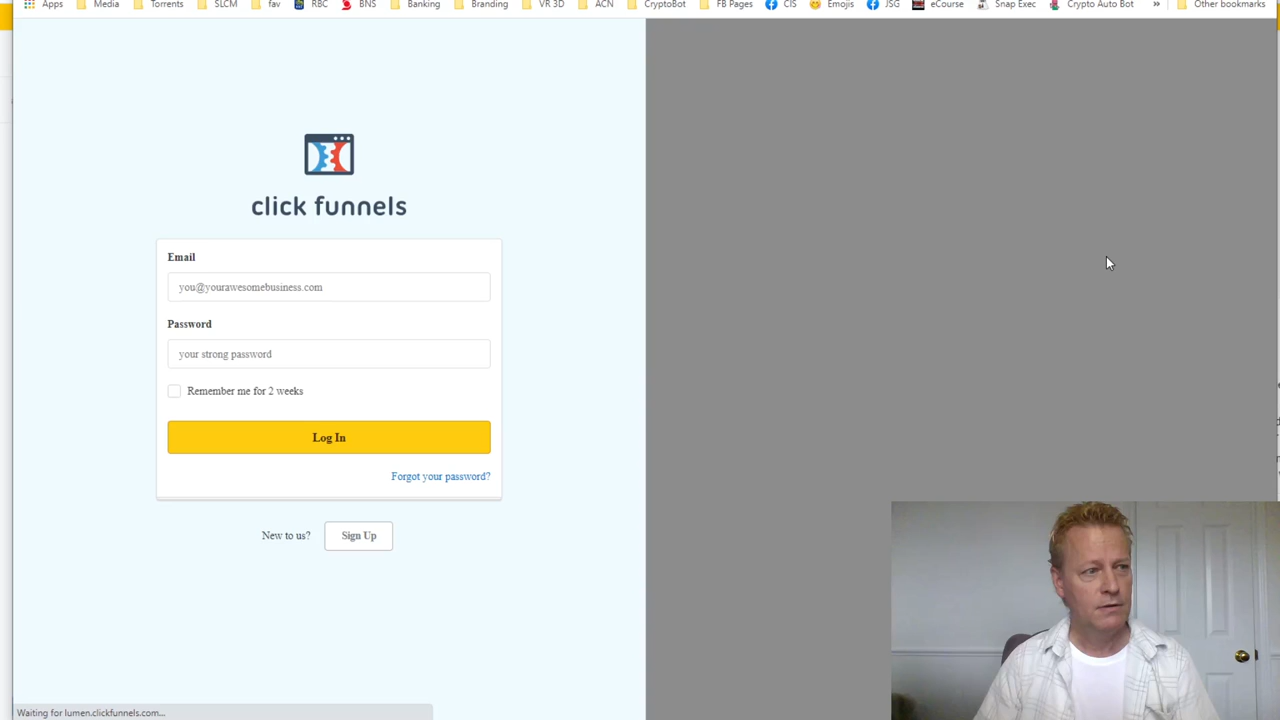 Apps Media Torrents SLCM fav RBC BNS Banking Branding VR 3D ACN CryptoBot FB Pages CIS Emojis JSG eCourse Snap Exec Crypto Auto Bot » Other bookmarks
click funnels
Email
you@yourawesomebusiness.com
Password
your strong password
Remember me for 2 weeks
Log In
Forgot your password?
New to us? Sign Up
Waiting for lumen.clickfunnels.com...